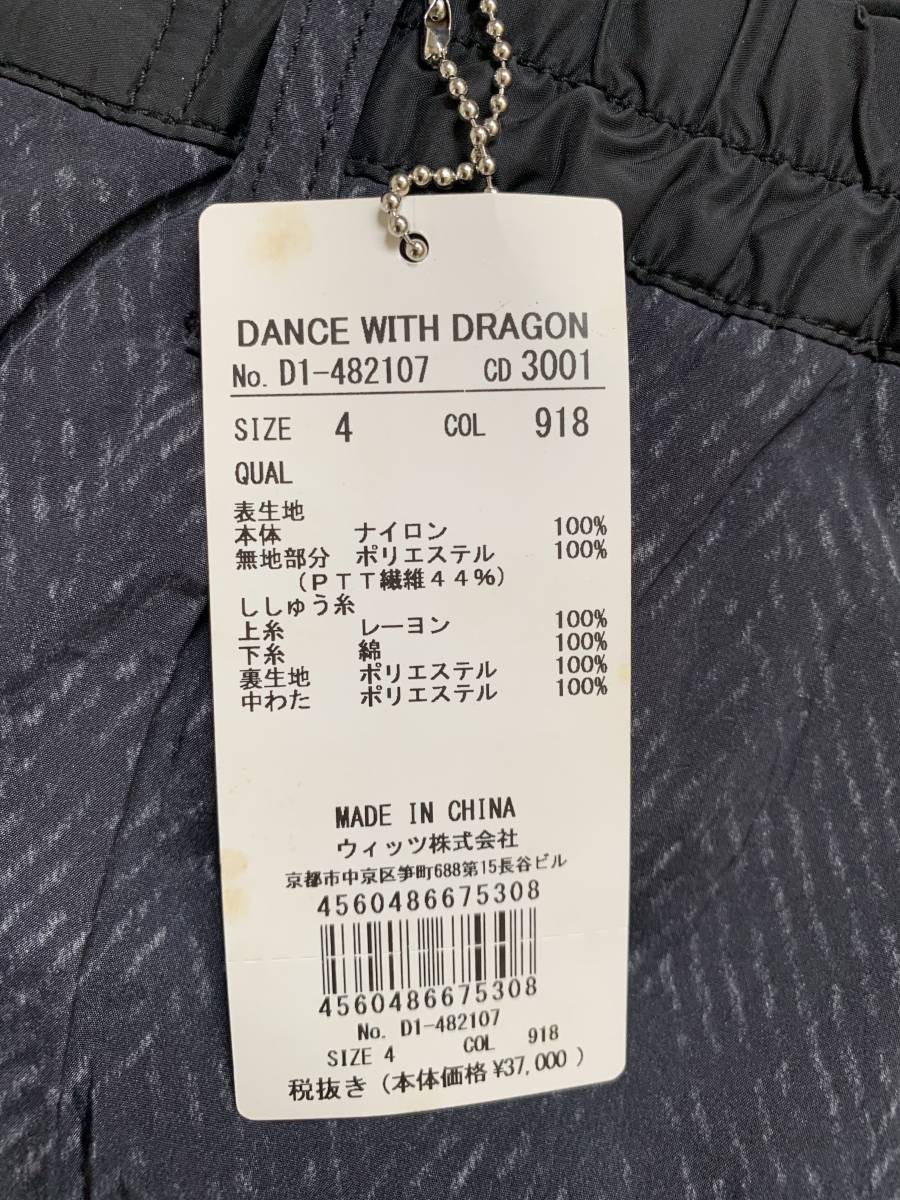 DANCE WITH DRAGON
No. D1-482107 CD 3001
SIZE 4 COL 918
QUAL
表生地
本体 ナイロン 100%
無地部分 ポリエステル 100%
(PTT繊維44%)
ししゅう糸
上糸 レーヨン 100%
下糸 綿 100%
裏生地 ポリエステル 100%
中わた ポリエステル 100%
MADE IN CHINA
ウィッツ株式会社
京都市中京区笋町688第15長谷ビル
4560486675308
4560486675308
No. D1-482107
SIZE 4 COL 918
税抜き(本体価格¥37,000)